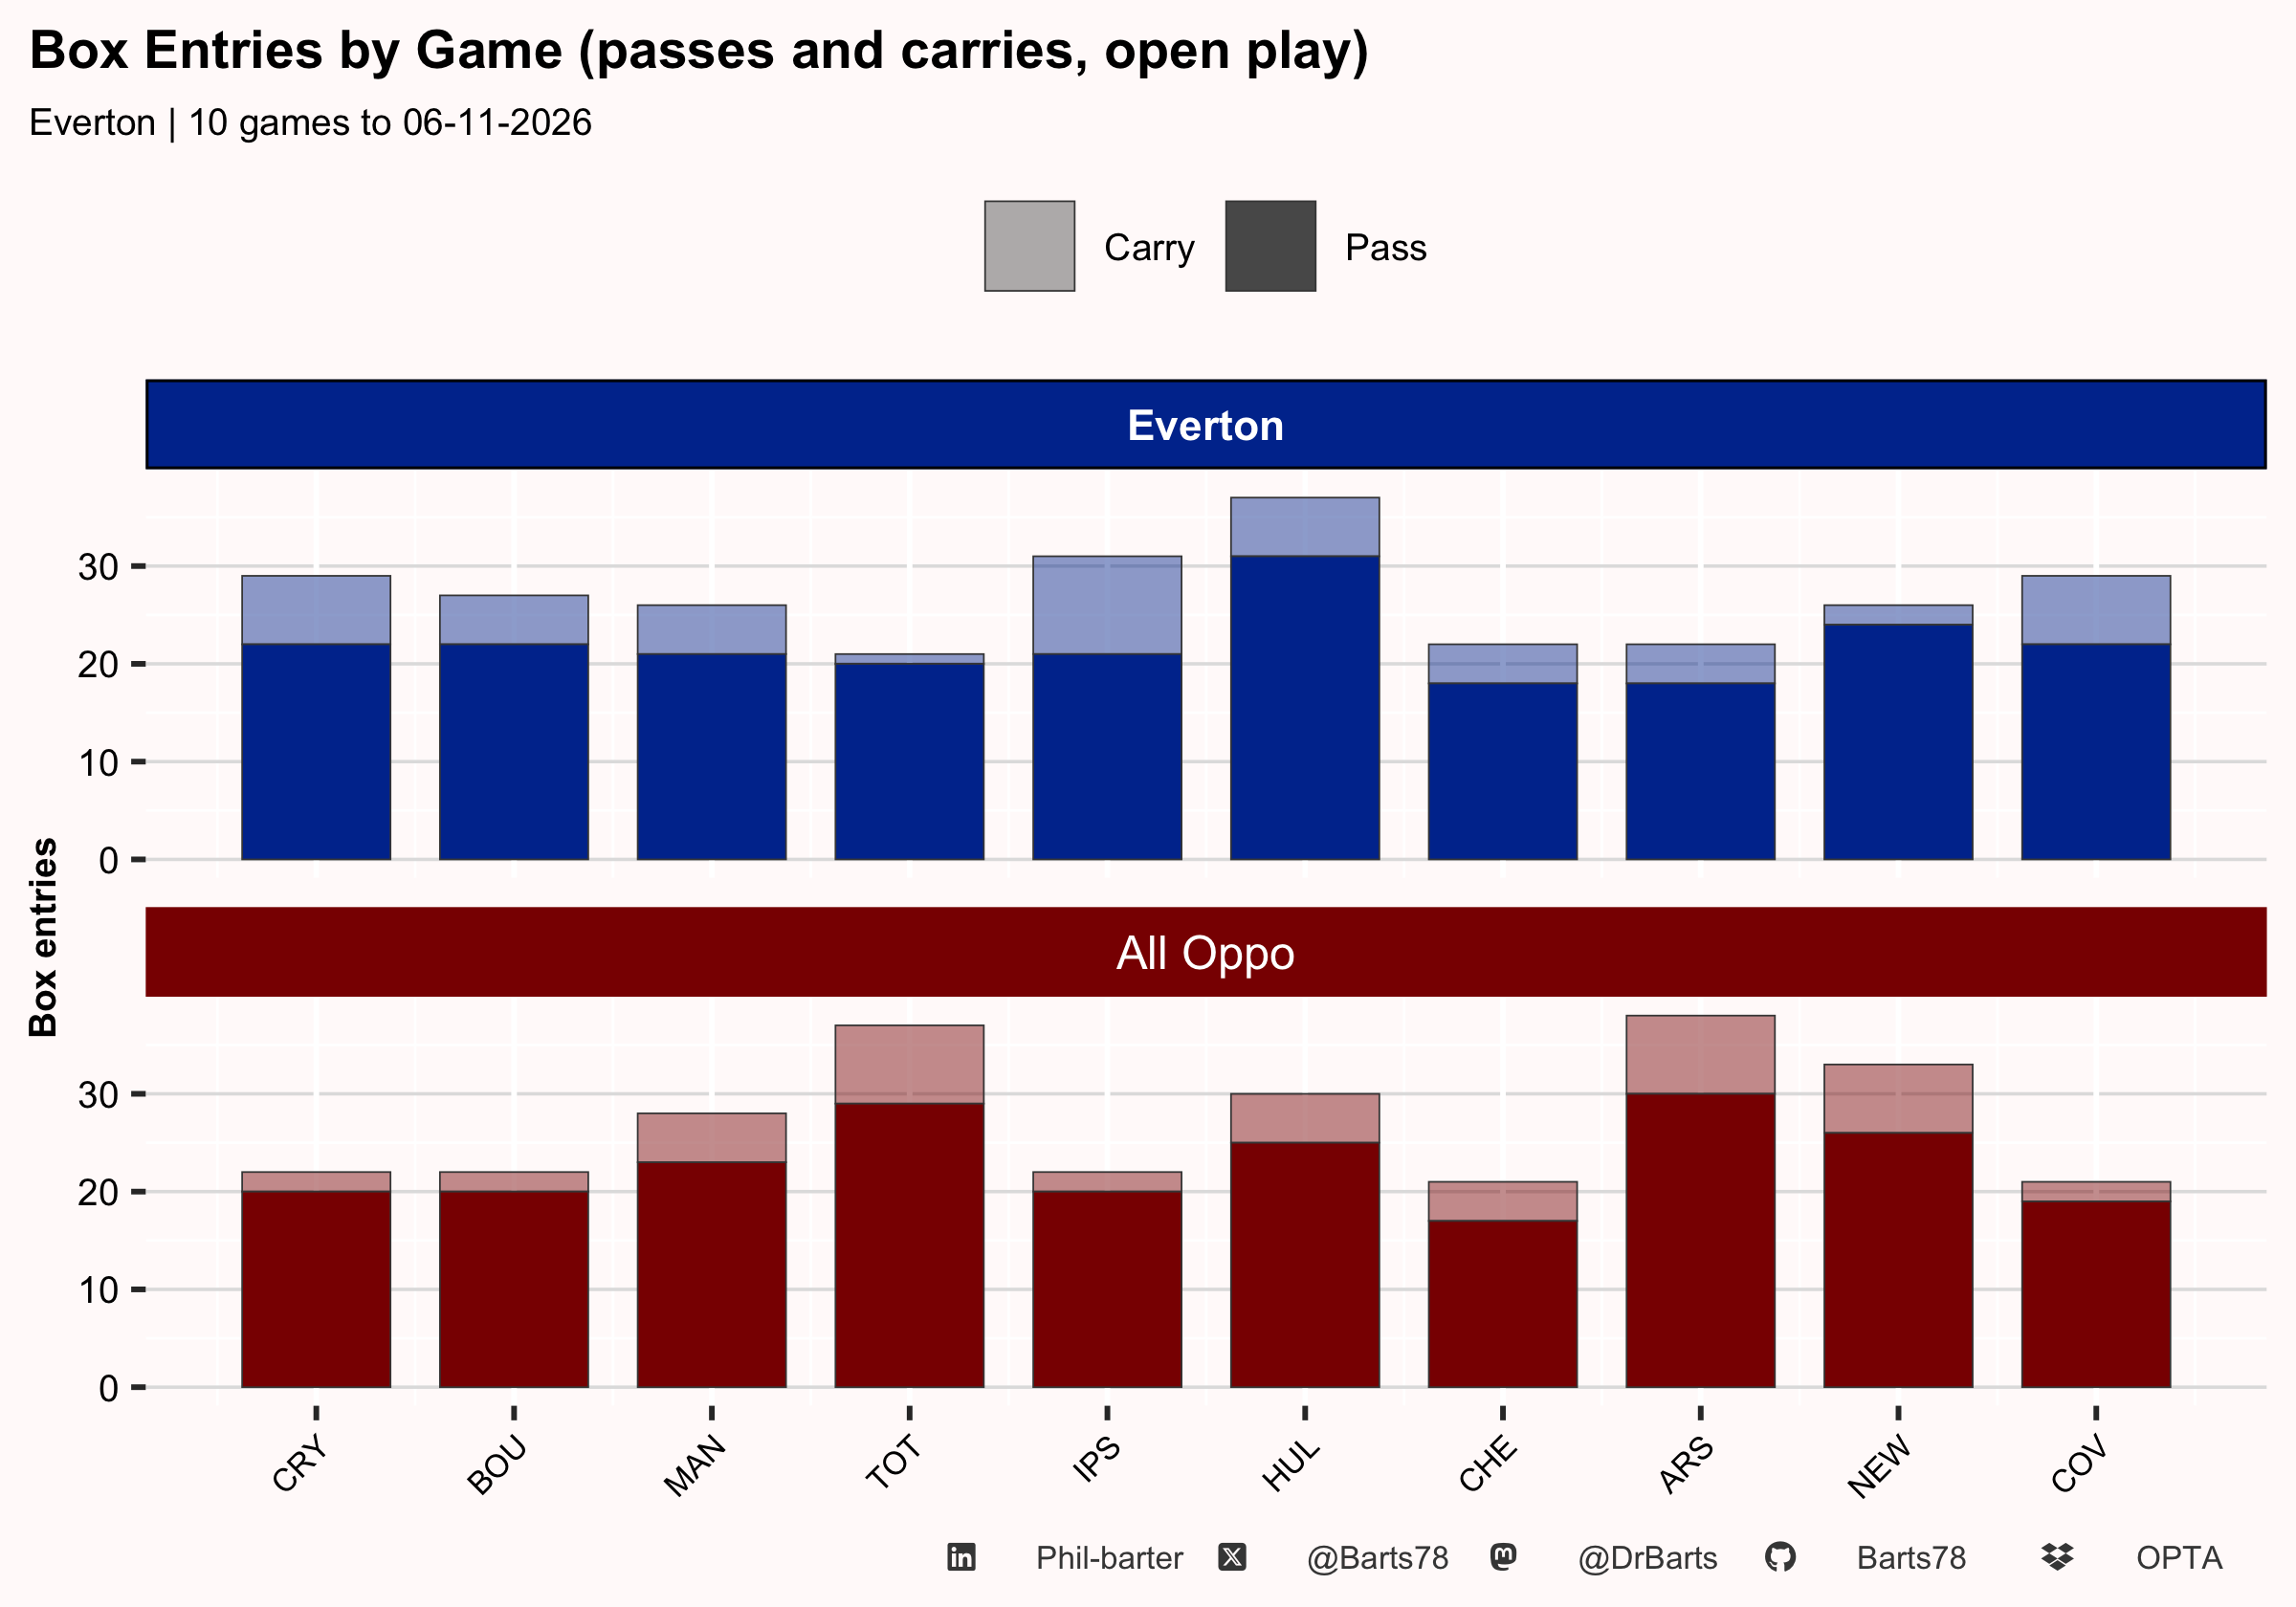 Box Entries by Game (passes and carries, open play)
Everton | 10 games to 06-11-2026
Carry Pass
Everton
30
20
10
0
Box entries
All Oppo
30
20
10
0
CRY BOU MAN TOT IPS HUL CHE ARS NEW COV
Phil-barter @Barts78 @DrBarts Barts78 OPTA